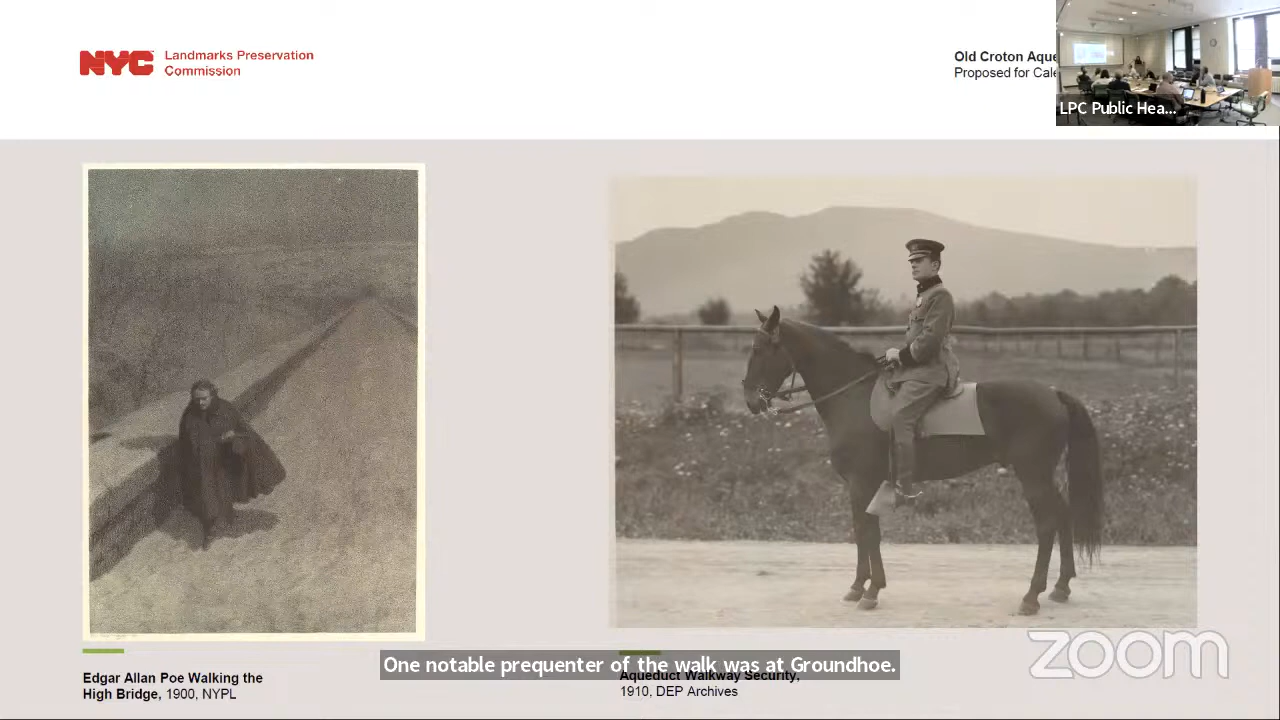 NYC Landmarks Preservation
Commission
Old Croton Aque
Proposed for Cale
LPC Public Hea...
One notable prequenter of the walk was at Groundhoe.
Edgar Allan Poe Walking the
High Bridge, 1900, NYPL
Aqueduct Walkway Security,
1910, DEP Archives
zoom